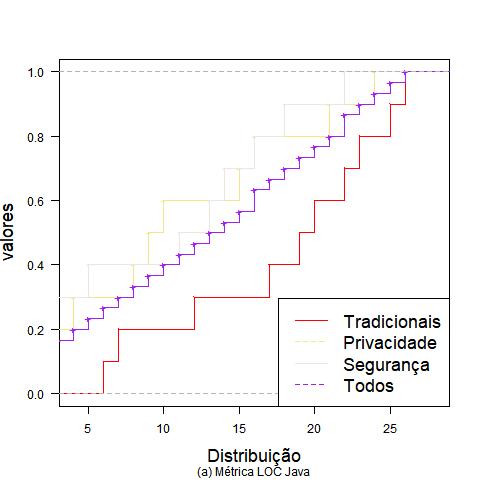 valores
1.0
0.8
0.6
0.4
0.2
0.0
Tradicionais
Privacidade
Segurança
Todos
5 10 15 20 25
Distribuição
(a) Métrica LOC Java